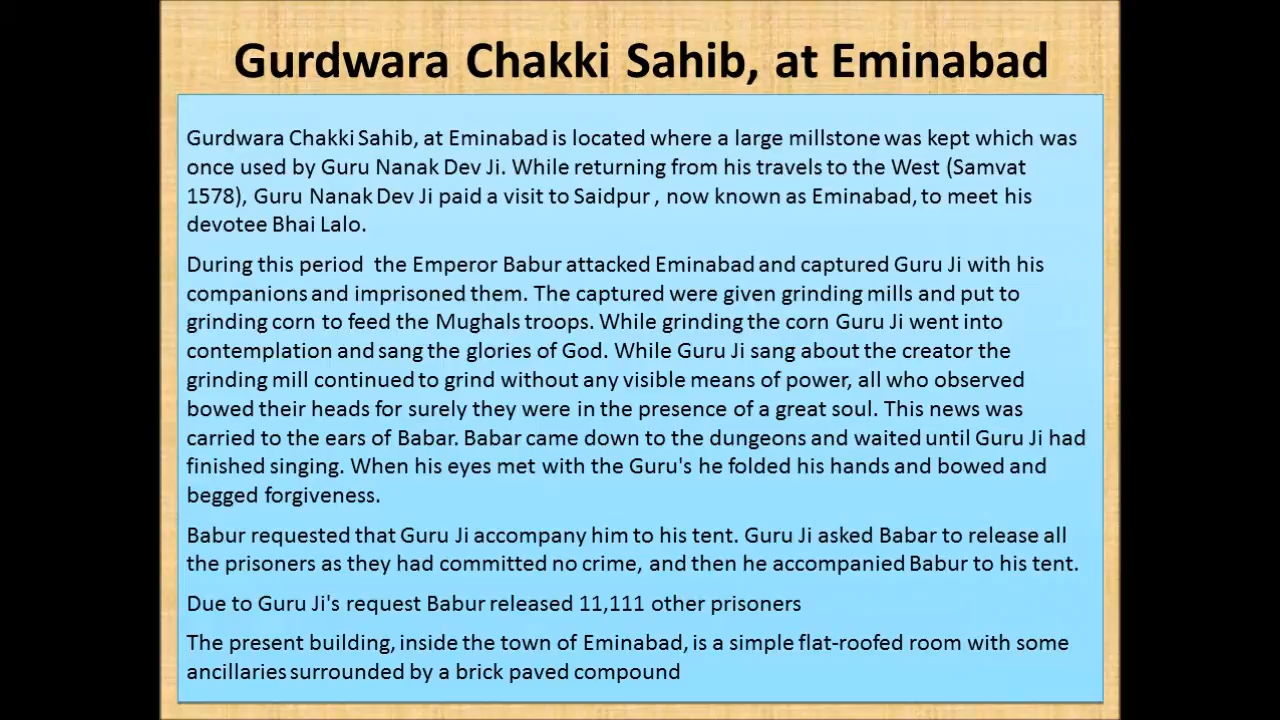 Gurdwara Chakki Sahib, at Eminabad
Gurdwara Chakki Sahib, at Eminabad is located where a large millstone was kept which was
once used by Guru Nanak Dev Ji. While returning from his travels to the West (Samvat
1578), Guru Nanak Dev Ji paid a visit to Saidpur , now known as Eminabad, to meet his
devotee Bhai Lalo.
During this period  the Emperor Babur attacked Eminabad and captured Guru Ji with his
companions and imprisoned them. The captured were given grinding mills and put to
grinding corn to feed the Mughals troops. While grinding the corn Guru Ji went into
contemplation and sang the glories of God. While Guru Ji sang about the creator the
grinding mill continued to grind without any visible means of power, all who observed
bowed their heads for surely they were in the presence of a great soul. This news was
carried to the ears of Babar. Babar came down to the dungeons and waited until Guru Ji had
finished singing. When his eyes met with the Guru's he folded his hands and bowed and
begged forgiveness.
Babur requested that Guru Ji accompany him to his tent. Guru Ji asked Babar to release all
the prisoners as they had committed no crime, and then he accompanied Babur to his tent.
Due to Guru Ji's request Babur released 11,111 other prisoners
The present building, inside the town of Eminabad, is a simple flat-roofed room with some
ancillaries surrounded by a brick paved compound